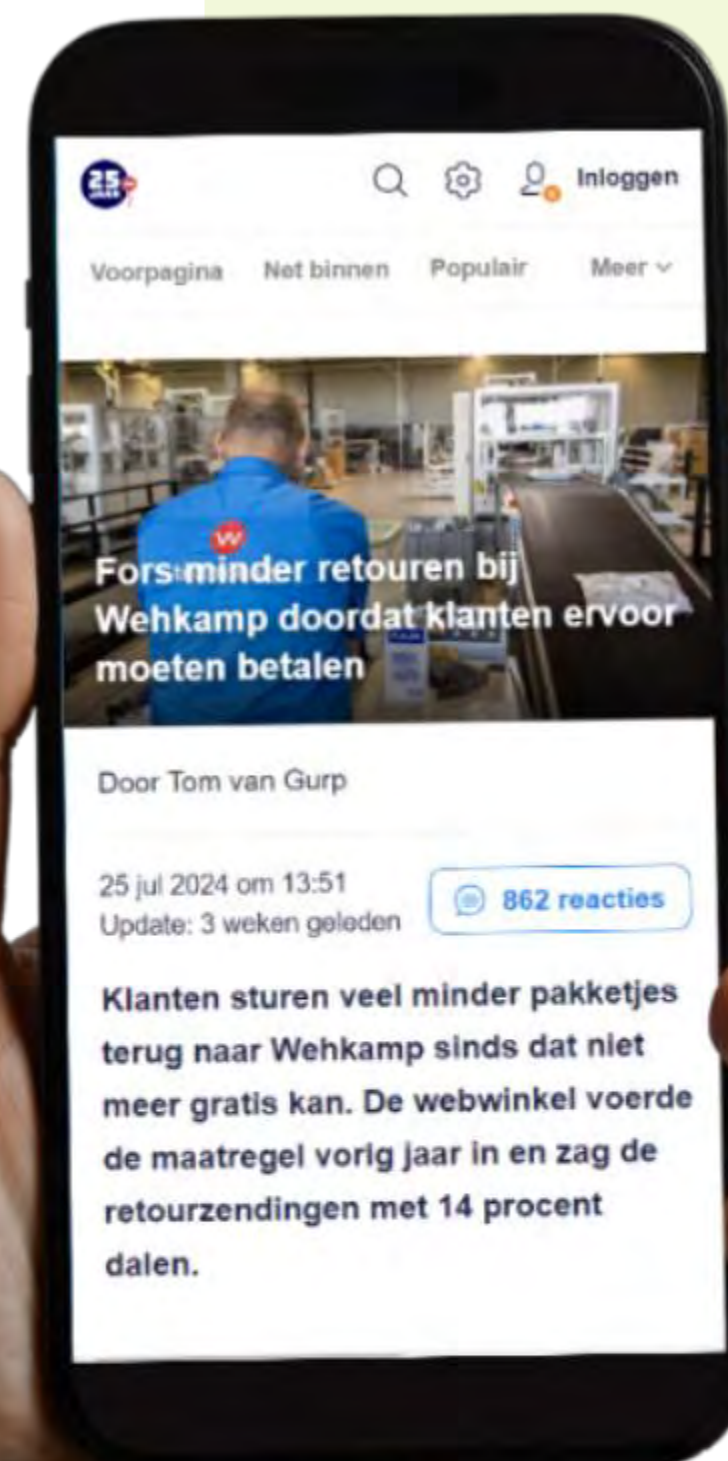 25
JAAR
Inloggen
Voorpagina Net binnen Populair Meer
w
Fors minder retouren bij
Wehkamp doordat klanten ervoor
moeten betalen
Door Tom van Gurp
25 jul 2024 om 13:51
862 reacties
Update: 3 weken geleden
Klanten sturen veel minder pakketjes
terug naar Wehkamp sinds dat niet
meer gratis kan. De webwinkel voerde
de maatregel vorig jaar in en zag de
retourzendingen met 14 procent
dalen.